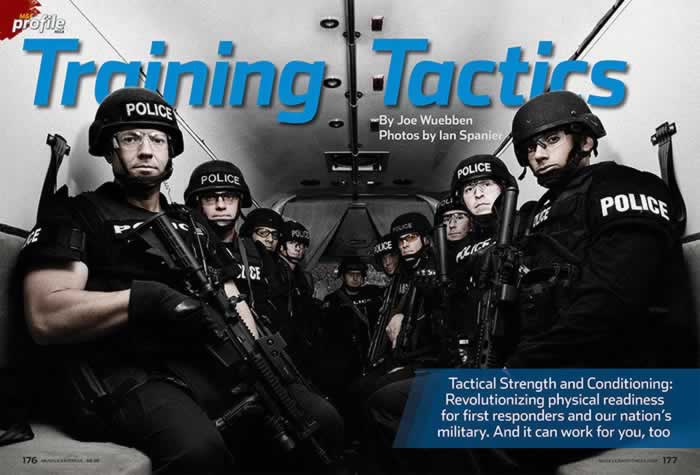 M&F
profile
Training Tactics
By Joe Wuebben
Photos by Ian Spanier
POLICE
POLICE
POLICE
POLICE
POLICE
POLICE
Tactical Strength and Conditioning:
Revolutionizing physical readiness
for first responders and our nation's
military. And it can work for you, too
176
177